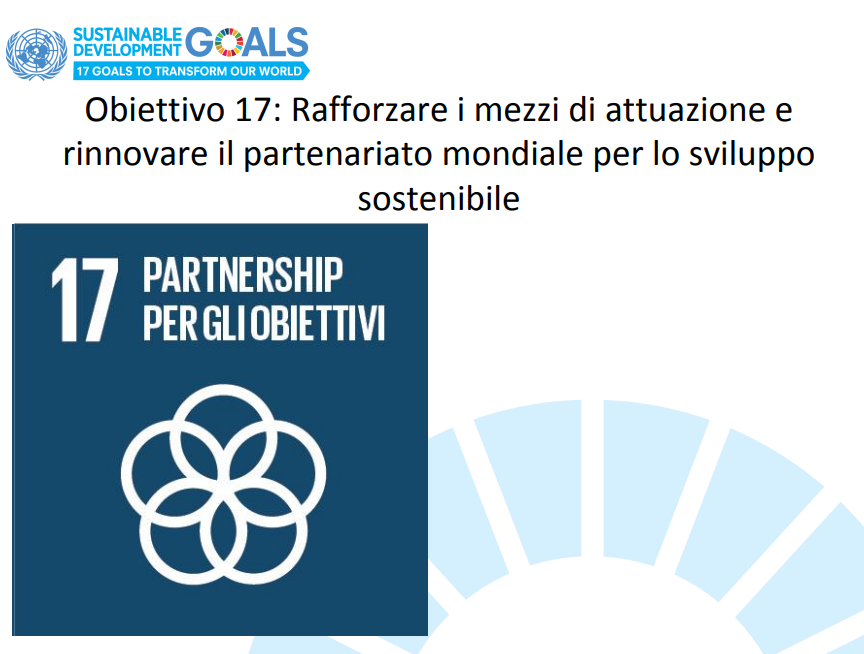 SUSTAINABLE
DEVELOPMENT GOALS
17 GOALS TO TRANSFORM OUR WORLD
Obiettivo 17: Rafforzare i mezzi di attuazione e
rinnovare il partenariato mondiale per lo sviluppo
sostenibile
17 PARTNERSHIP
PER GLI OBIETTIVI